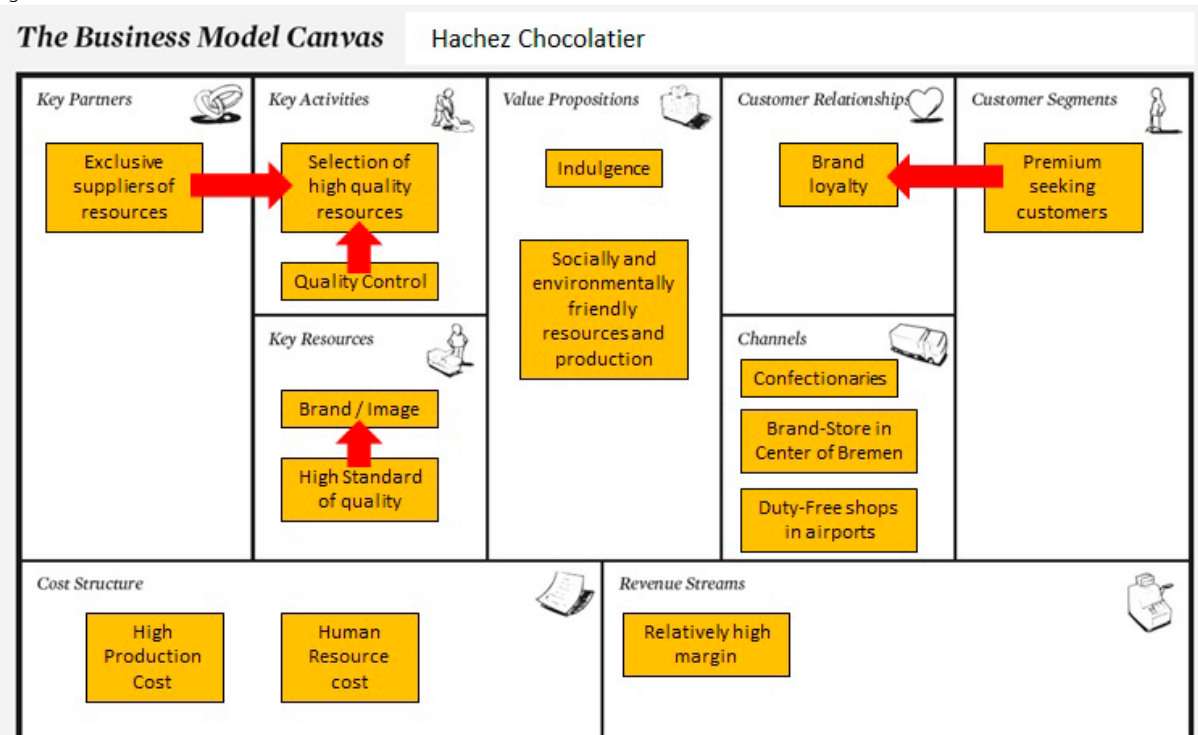 The Business Model Canvas
Hachez Chocolatier
Key Partners
Exclusive
suppliers of
resources
Key Activities
Selection of
high quality
resources
Quality Control
Key Resources
Brand / Image
High Standard
of quality
Value Propositions
Indulgence
Socially and
environmentally
friendly
resources and
production
Customer Relationships
Brand
loyalty
Channels
Confectionaries
Brand-Store in
Center of Bremen
Duty-Free shops
in airports
Customer Segments
Premium
seeking
customers
Cost Structure
High
Production
Cost
Human
Resource
cost
Revenue Streams
Relatively high
margin